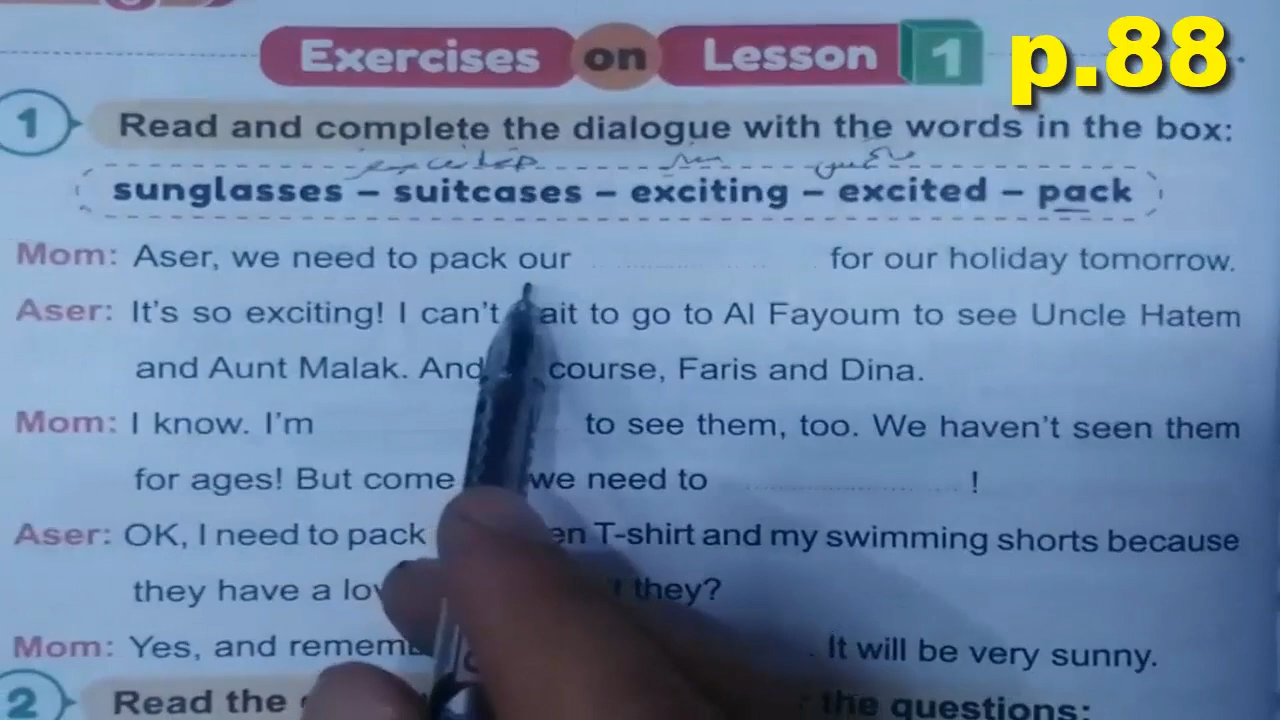 p.88
Exercises on Lesson 1
1 Read and complete the dialogue with the words in the box:
sunglasses – suitcases – exciting – excited – pack
Mom: Aser, we need to pack our for our holiday tomorrow.
Aser: It's so exciting! I can't to go to Al Fayoum to see Uncle Hatem
and Aunt Malak. And course, Faris and Dina.
Mom: I know. I'm to see them, too. We haven't seen them
for ages! But come we need to !
Aser: OK, I need to pack T-shirt and my swimming shorts because
they have a they?
Mom: Yes, and It will be very sunny.
2 Read the the questions: